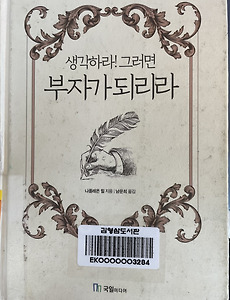 생각하라! 그러면
부자가 되리라
나폴레온 힐 지음 | 남문희 옮김
김형삼도서관
EK0000003284
국일미디어